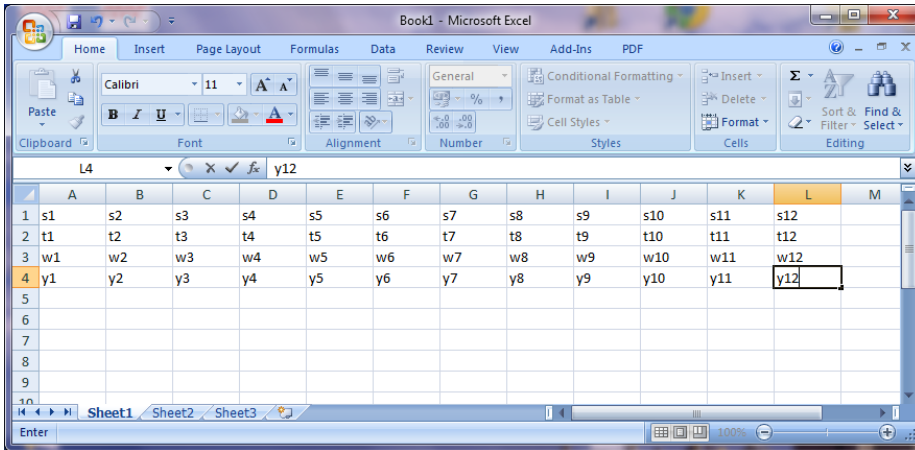 Book1 - Microsoft Excel
Home Insert Page Layout Formulas Data Review View Add-Ins PDF
Paste
Calibri 11 A A
B I U A
General
% ,
Conditional Formatting
Format as Table
Cell Styles
Insert
Delete
Format
Σ
Sort & Filter
Find & Select
Clipboard Font Alignment Number Styles Cells Editing
L4 fx y12
A B C D E F G H I J K L M
1 s1 s2 s3 s4 s5 s6 s7 s8 s9 s10 s11 s12
2 t1 t2 t3 t4 t5 t6 t7 t8 t9 t10 t11 t12
3 w1 w2 w3 w4 w5 w6 w7 w8 w9 w10 w11 w12
4 y1 y2 y3 y4 y5 y6 y7 y8 y9 y10 y11 y12
5
6
7
8
9
10
Sheet1 Sheet2 Sheet3
Enter 100%